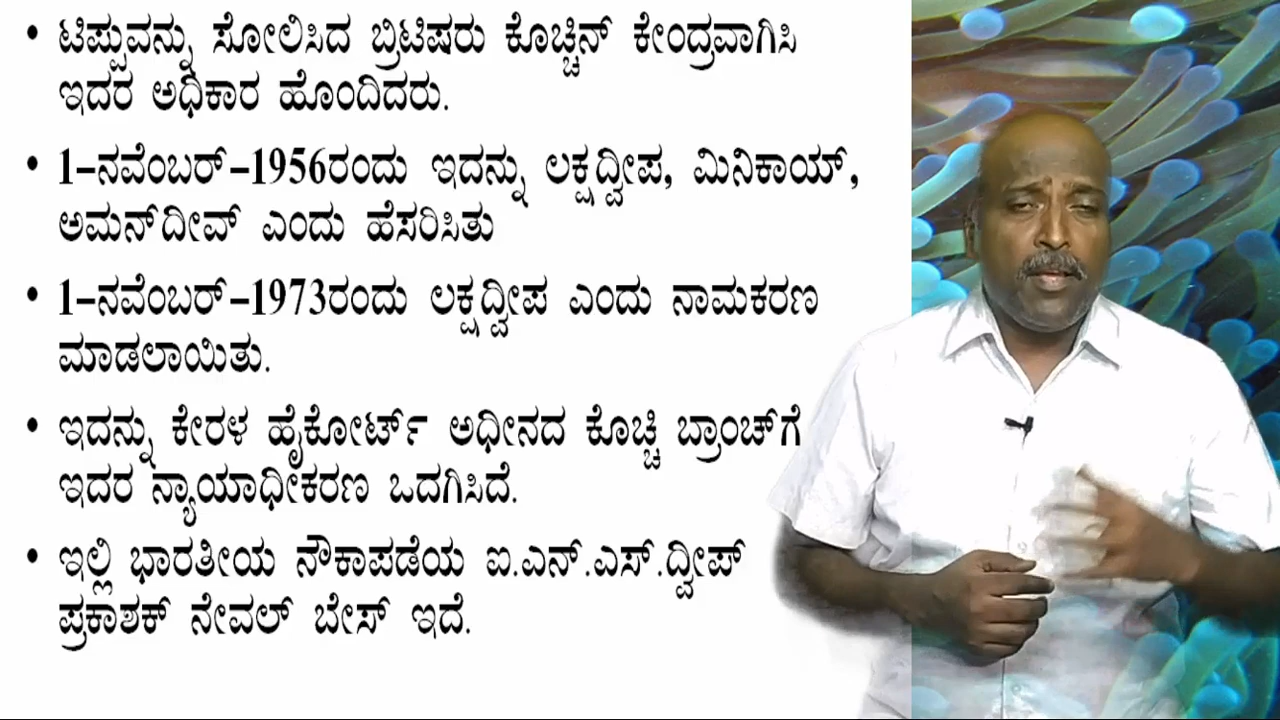 • ಟಿಪ್ಪುವನ್ನು ಸೋಲಿಸಿದ ಬ್ರಿಟಿಷರು ಕೊಚ್ಚಿನ್ ಕೇಂದ್ರವಾಗಿಸಿ
ಇದರ ಅಧಿಕಾರ ಹೊಂದಿದರು.
• 1-ನವೆಂಬರ್-1956ರಂದು ಇದನ್ನು ಲಕ್ಷದ್ವೀಪ, ಮಿನಿಕಾಯ್,
ಅಮನ್‌ದೀವ್ ಎಂದು ಹೆಸರಿಸಿತು
• 1-ನವೆಂಬರ್-1973ರಂದು ಲಕ್ಷದ್ವೀಪ ಎಂದು ನಾಮಕರಣ
ಮಾಡಲಾಯಿತು.
• ಇದನ್ನು ಕೇರಳ ಹೈಕೋರ್ಟ್ ಅಧೀನದ ಕೊಚ್ಚಿ ಬ್ರಾಂಚ್‌ಗೆ
ಇದರ ನ್ಯಾಯಾಧೀಕರಣ ಒದಗಿಸಿದೆ.
• ಇಲ್ಲಿ ಭಾರತೀಯ ನೌಕಾಪಡೆಯ ಐ.ಎನ್.ಎಸ್.ದ್ವೀಪ್
ಪ್ರಕಾಶಕ್ ನೇವಲ್ ಬೇಸ್ ಇದೆ.